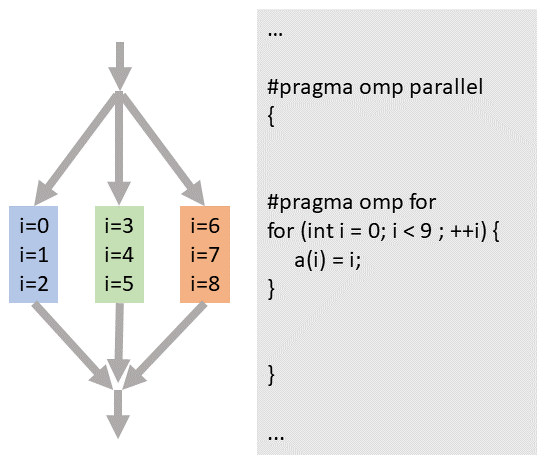 i=0
i=1
i=2
i=3
i=4
i=5
i=6
i=7
i=8
...
#pragma omp parallel
{
#pragma omp for
for (int i = 0; i < 9 ; ++i) {
a(i) = i;
}
}
...